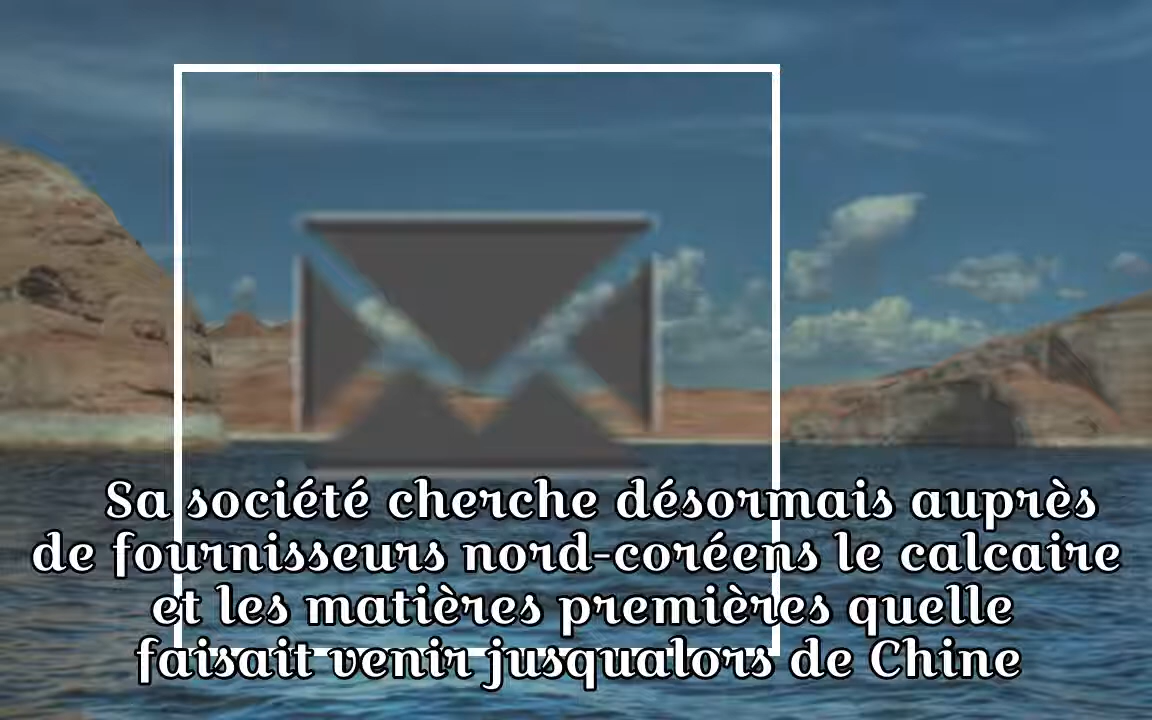 Sa société cherche désormais auprès
de fournisseurs nord-coréens le calcaire
et les matières premières quelle
faisait venir jusqualors de Chine